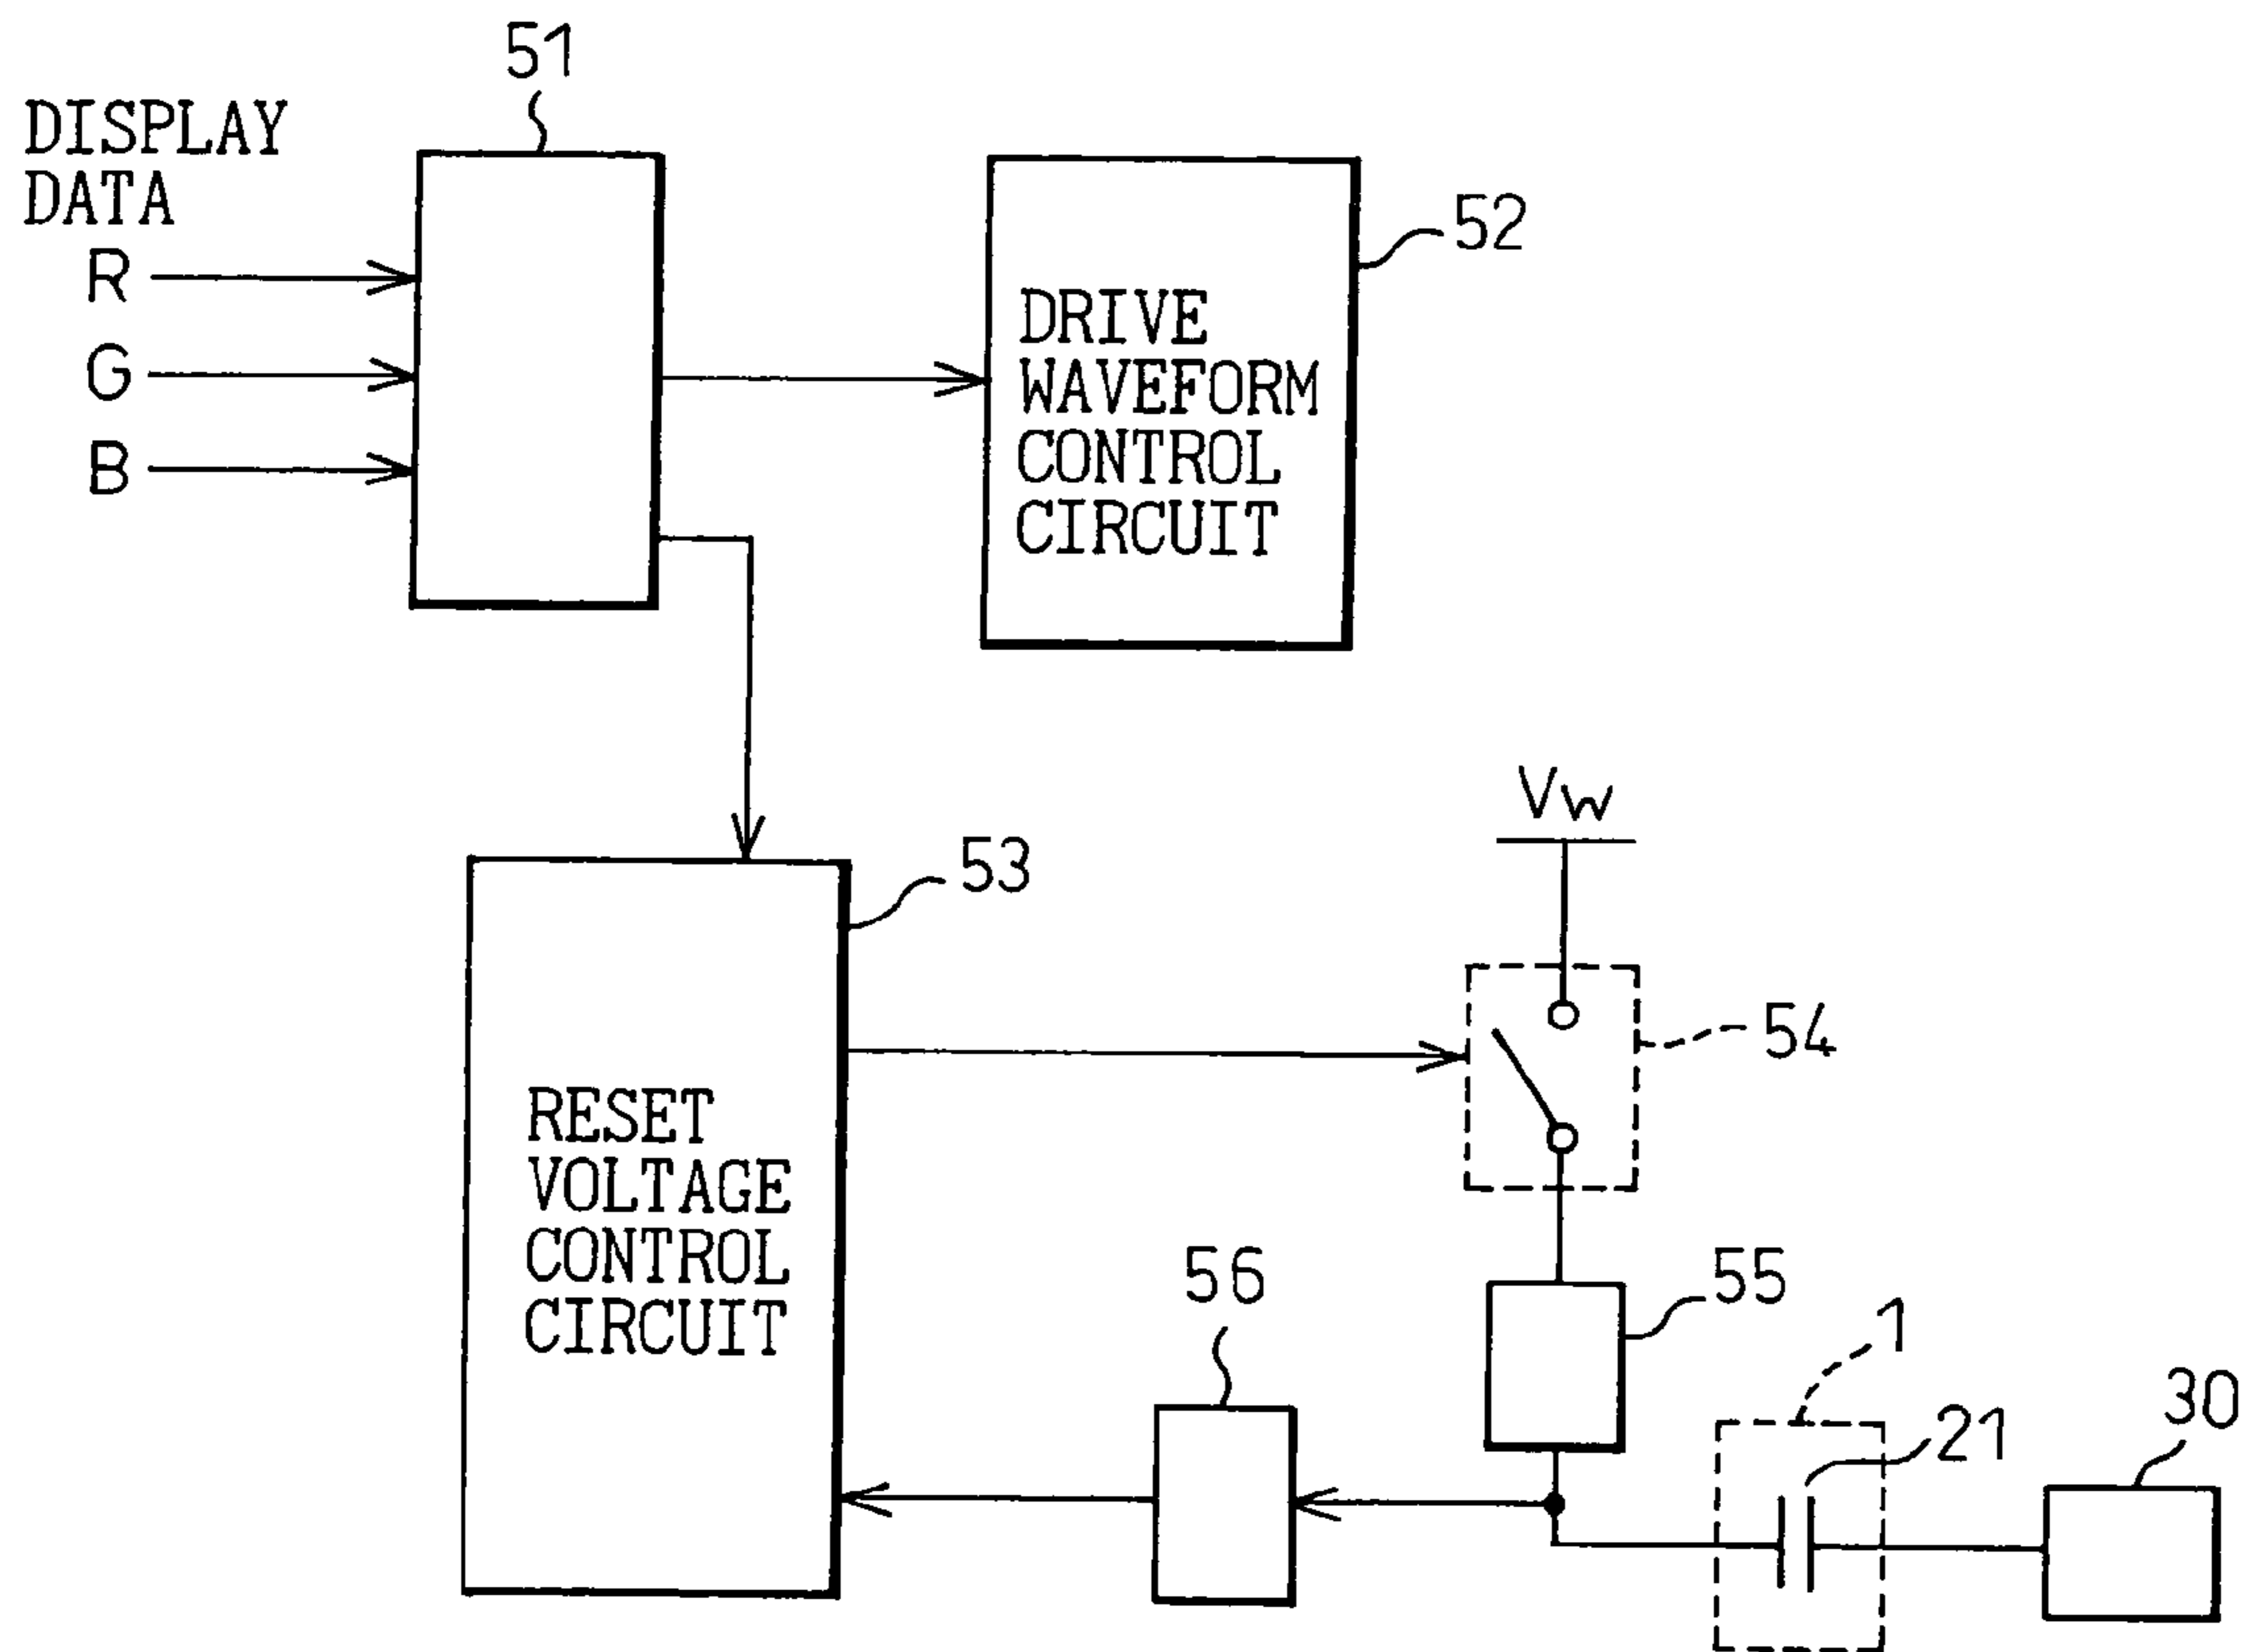 51
DISPLAY
DATA
R
G
B
DRIVE
WAVEFORM
CONTROL
CIRCUIT
52
Vw
53
54
RESET
VOLTAGE
CONTROL
CIRCUIT
56
55
1
21
30